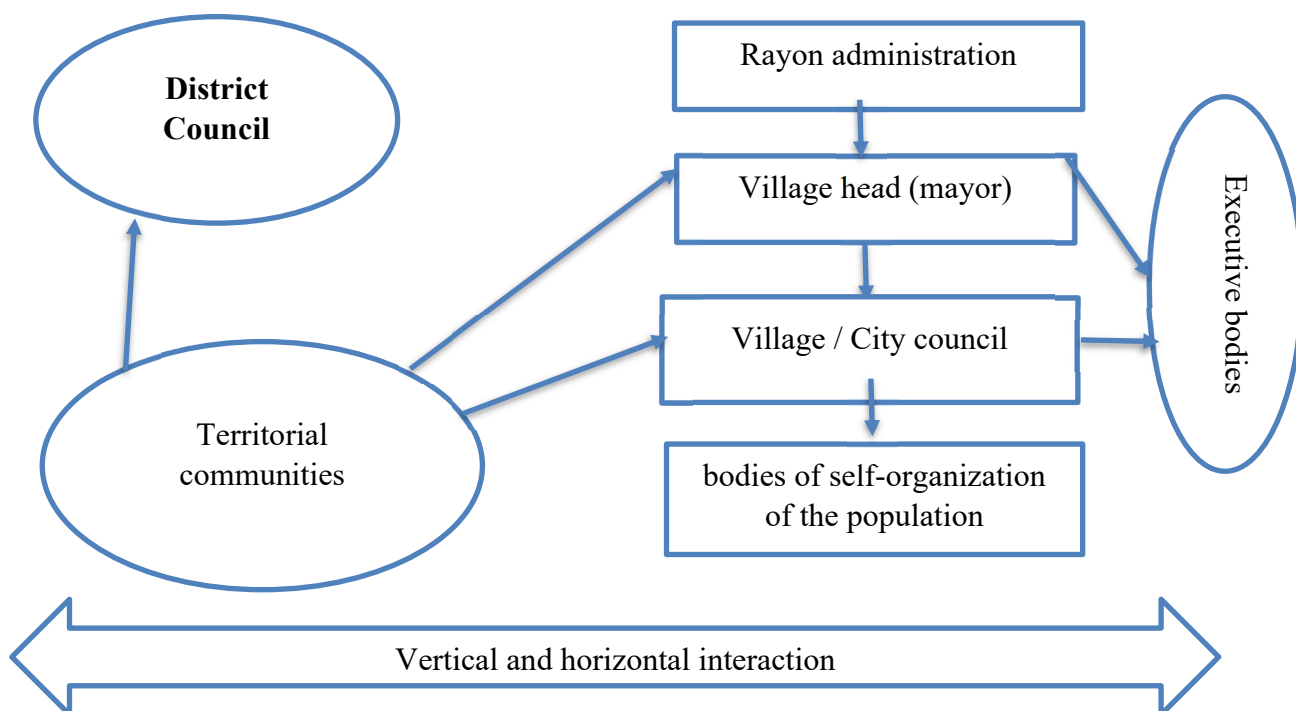 District
Council
Rayon administration
Village head (mayor)
Executive bodies
Village / City council
Territorial
communities
bodies of self-organization
of the population
Vertical and horizontal interaction